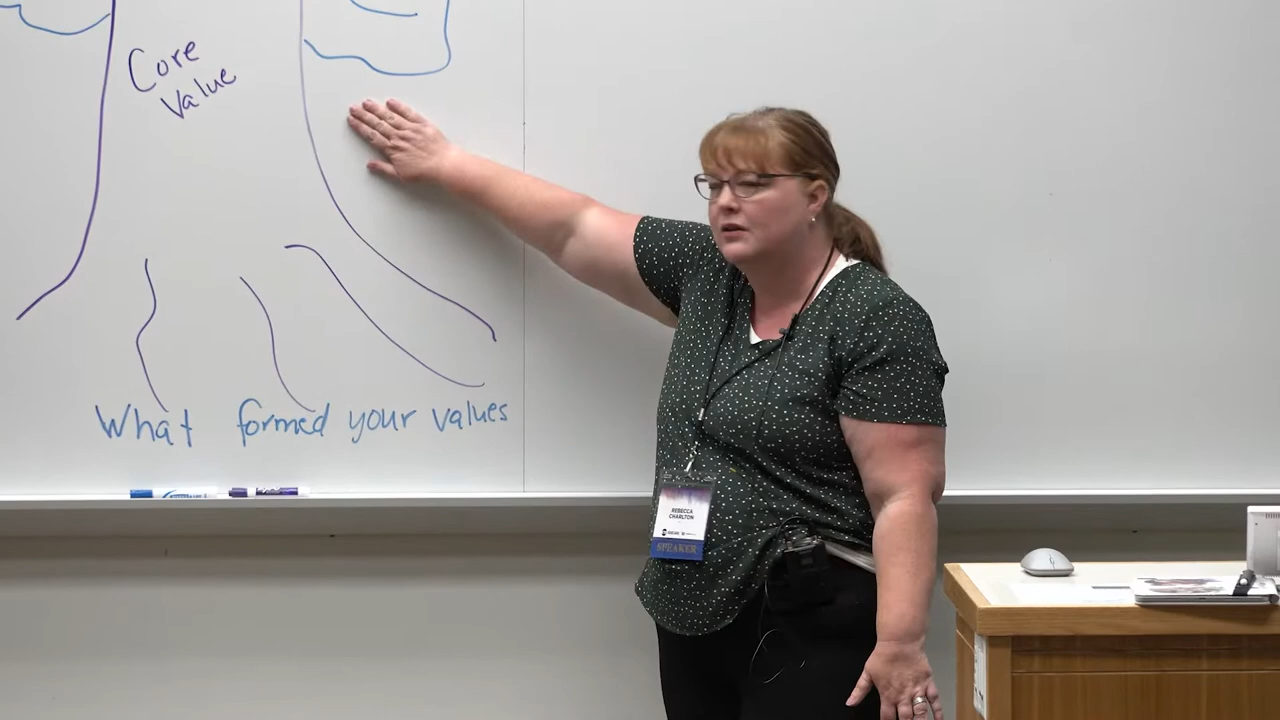 Core
Value
What formed your values
REBECCA
CHARLTON
SPEAKER